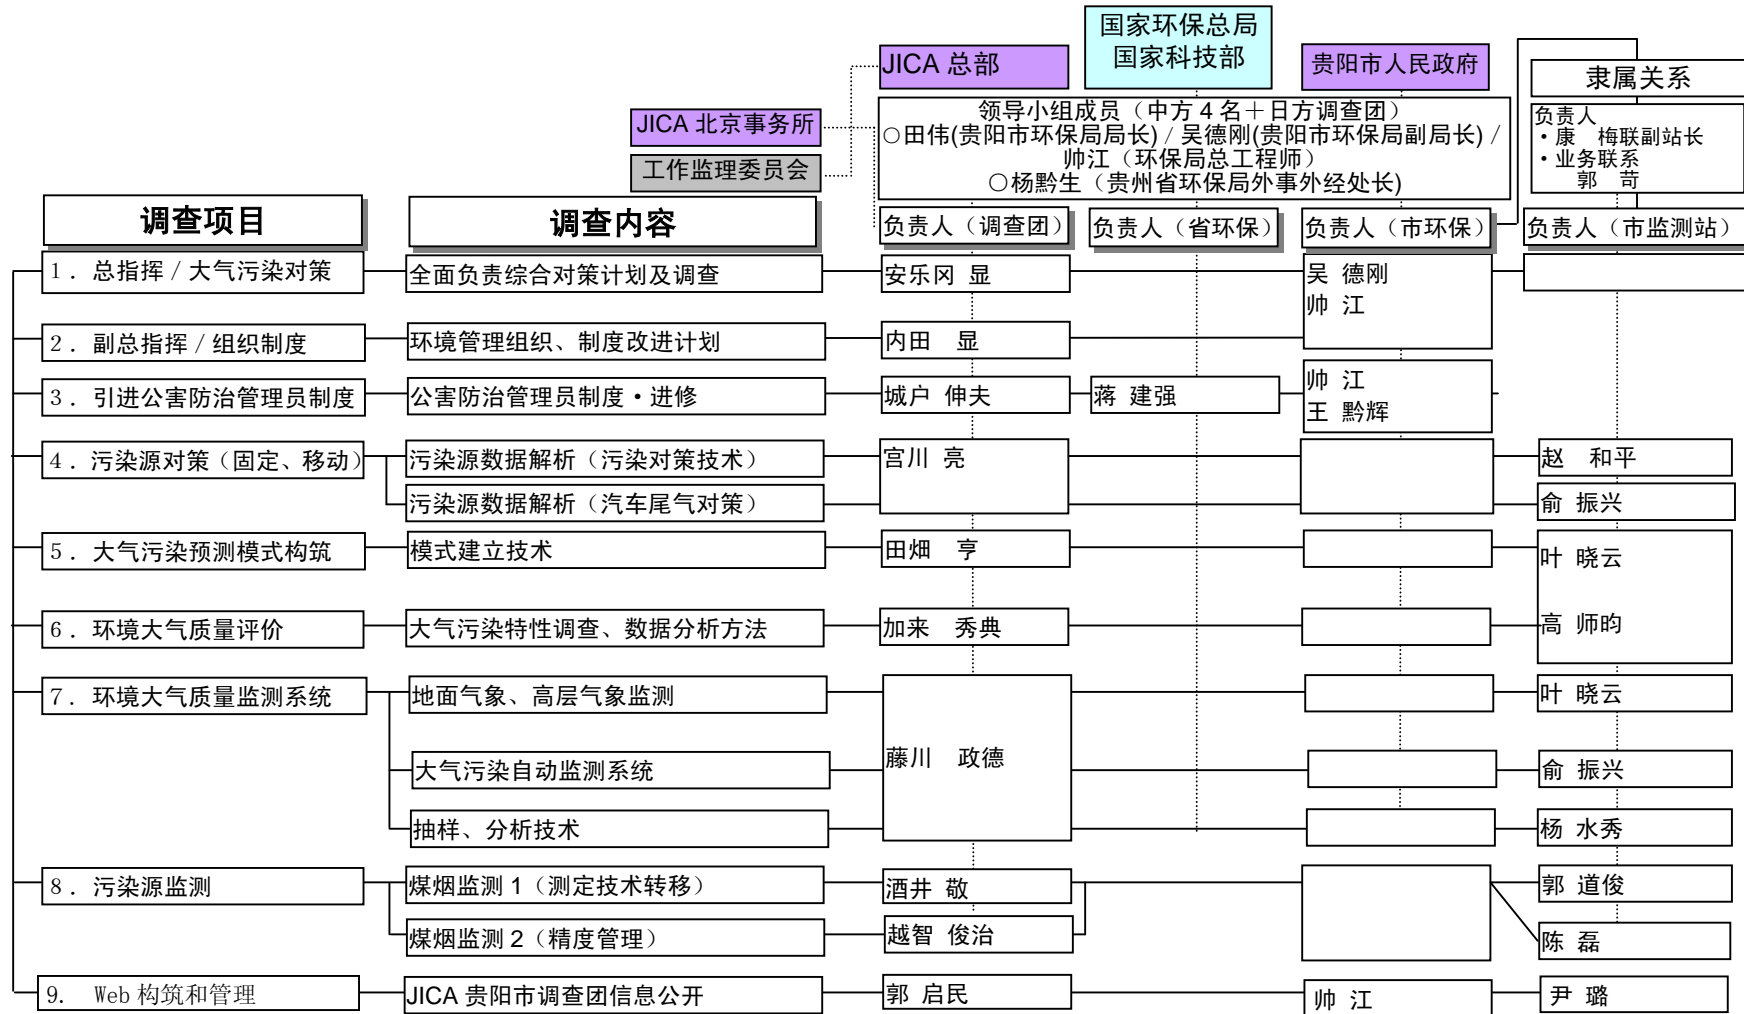 国家环保总局
国家科技部
JICA 总部
贵阳市人民政府
隶属关系
JICA 北京事务所
工作监理委员会
领导小组成员（中方 4 名＋日方调查团）
○田伟(贵阳市环保局局长) / 吴德刚(贵阳市环保局副局长) /
帅江（环保局总工程师）
○杨黔生（贵州省环保局外事外经处长)
负责人
・康　梅联副站长
・业务联系
郭　苛
调查项目
调查内容
负责人（调查团）
负责人（省环保）
负责人（市环保）
负责人（市监测站）
1．总指挥 / 大气污染对策
全面负责综合对策计划及调查
安乐冈 显
吴 德刚
帅 江
2．副总指挥 / 组织制度
环境管理组织、制度改进计划
内田　显
3．引进公害防治管理员制度
公害防治管理员制度・进修
城户 伸夫
蒋 建强
帅 江
王 黔辉
4．污染源对策（固定、移动）
污染源数据解析（污染对策技术）
宫川 亮
赵　和平
污染源数据解析（汽车尾气对策）
俞 振兴
5．大气污染预测模式构筑
模式建立技术
田畑　亨
叶 晓云
6．环境大气质量评价
大气污染特性调查、数据分析方法
加来　秀典
高 师昀
7．环境大气质量监测系统
地面气象、高层气象监测
叶 晓云
藤川　政德
大气污染自动监测系统
俞 振兴
抽样、分析技术
杨 水秀
8．污染源监测
煤烟监测 1（测定技术转移）
酒井 敬
郭 道俊
煤烟监测 2（精度管理）
越智 俊治
陈 磊
9. Web 构筑和管理
JICA 贵阳市调查团信息公开
郭 启民
帅 江
尹 璐